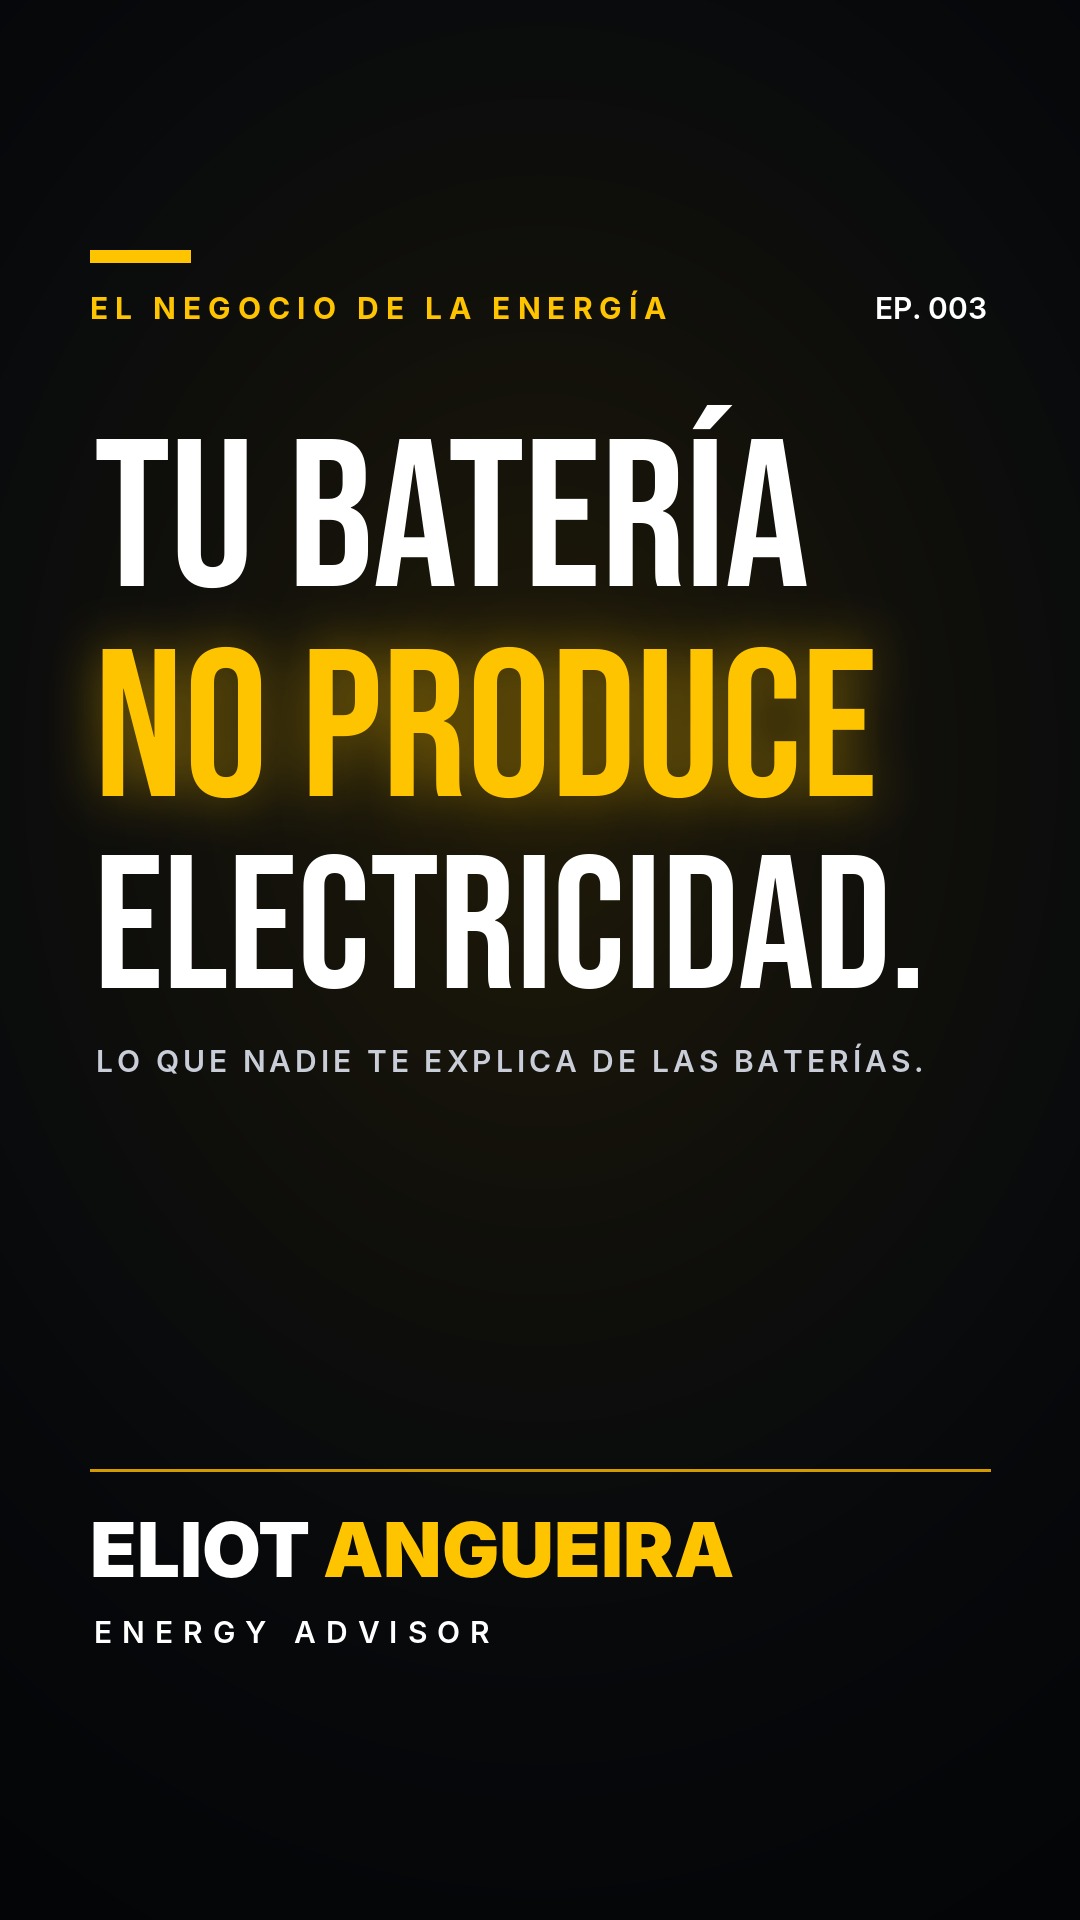 EL NEGOCIO DE LA ENERGÍA
EP. 003
TU BATERÍA
NO PRODUCE
ELECTRICIDAD.
LO QUE NADIE TE EXPLICA DE LAS BATERÍAS.
ELIOT ANGUEIRA
ENERGY ADVISOR